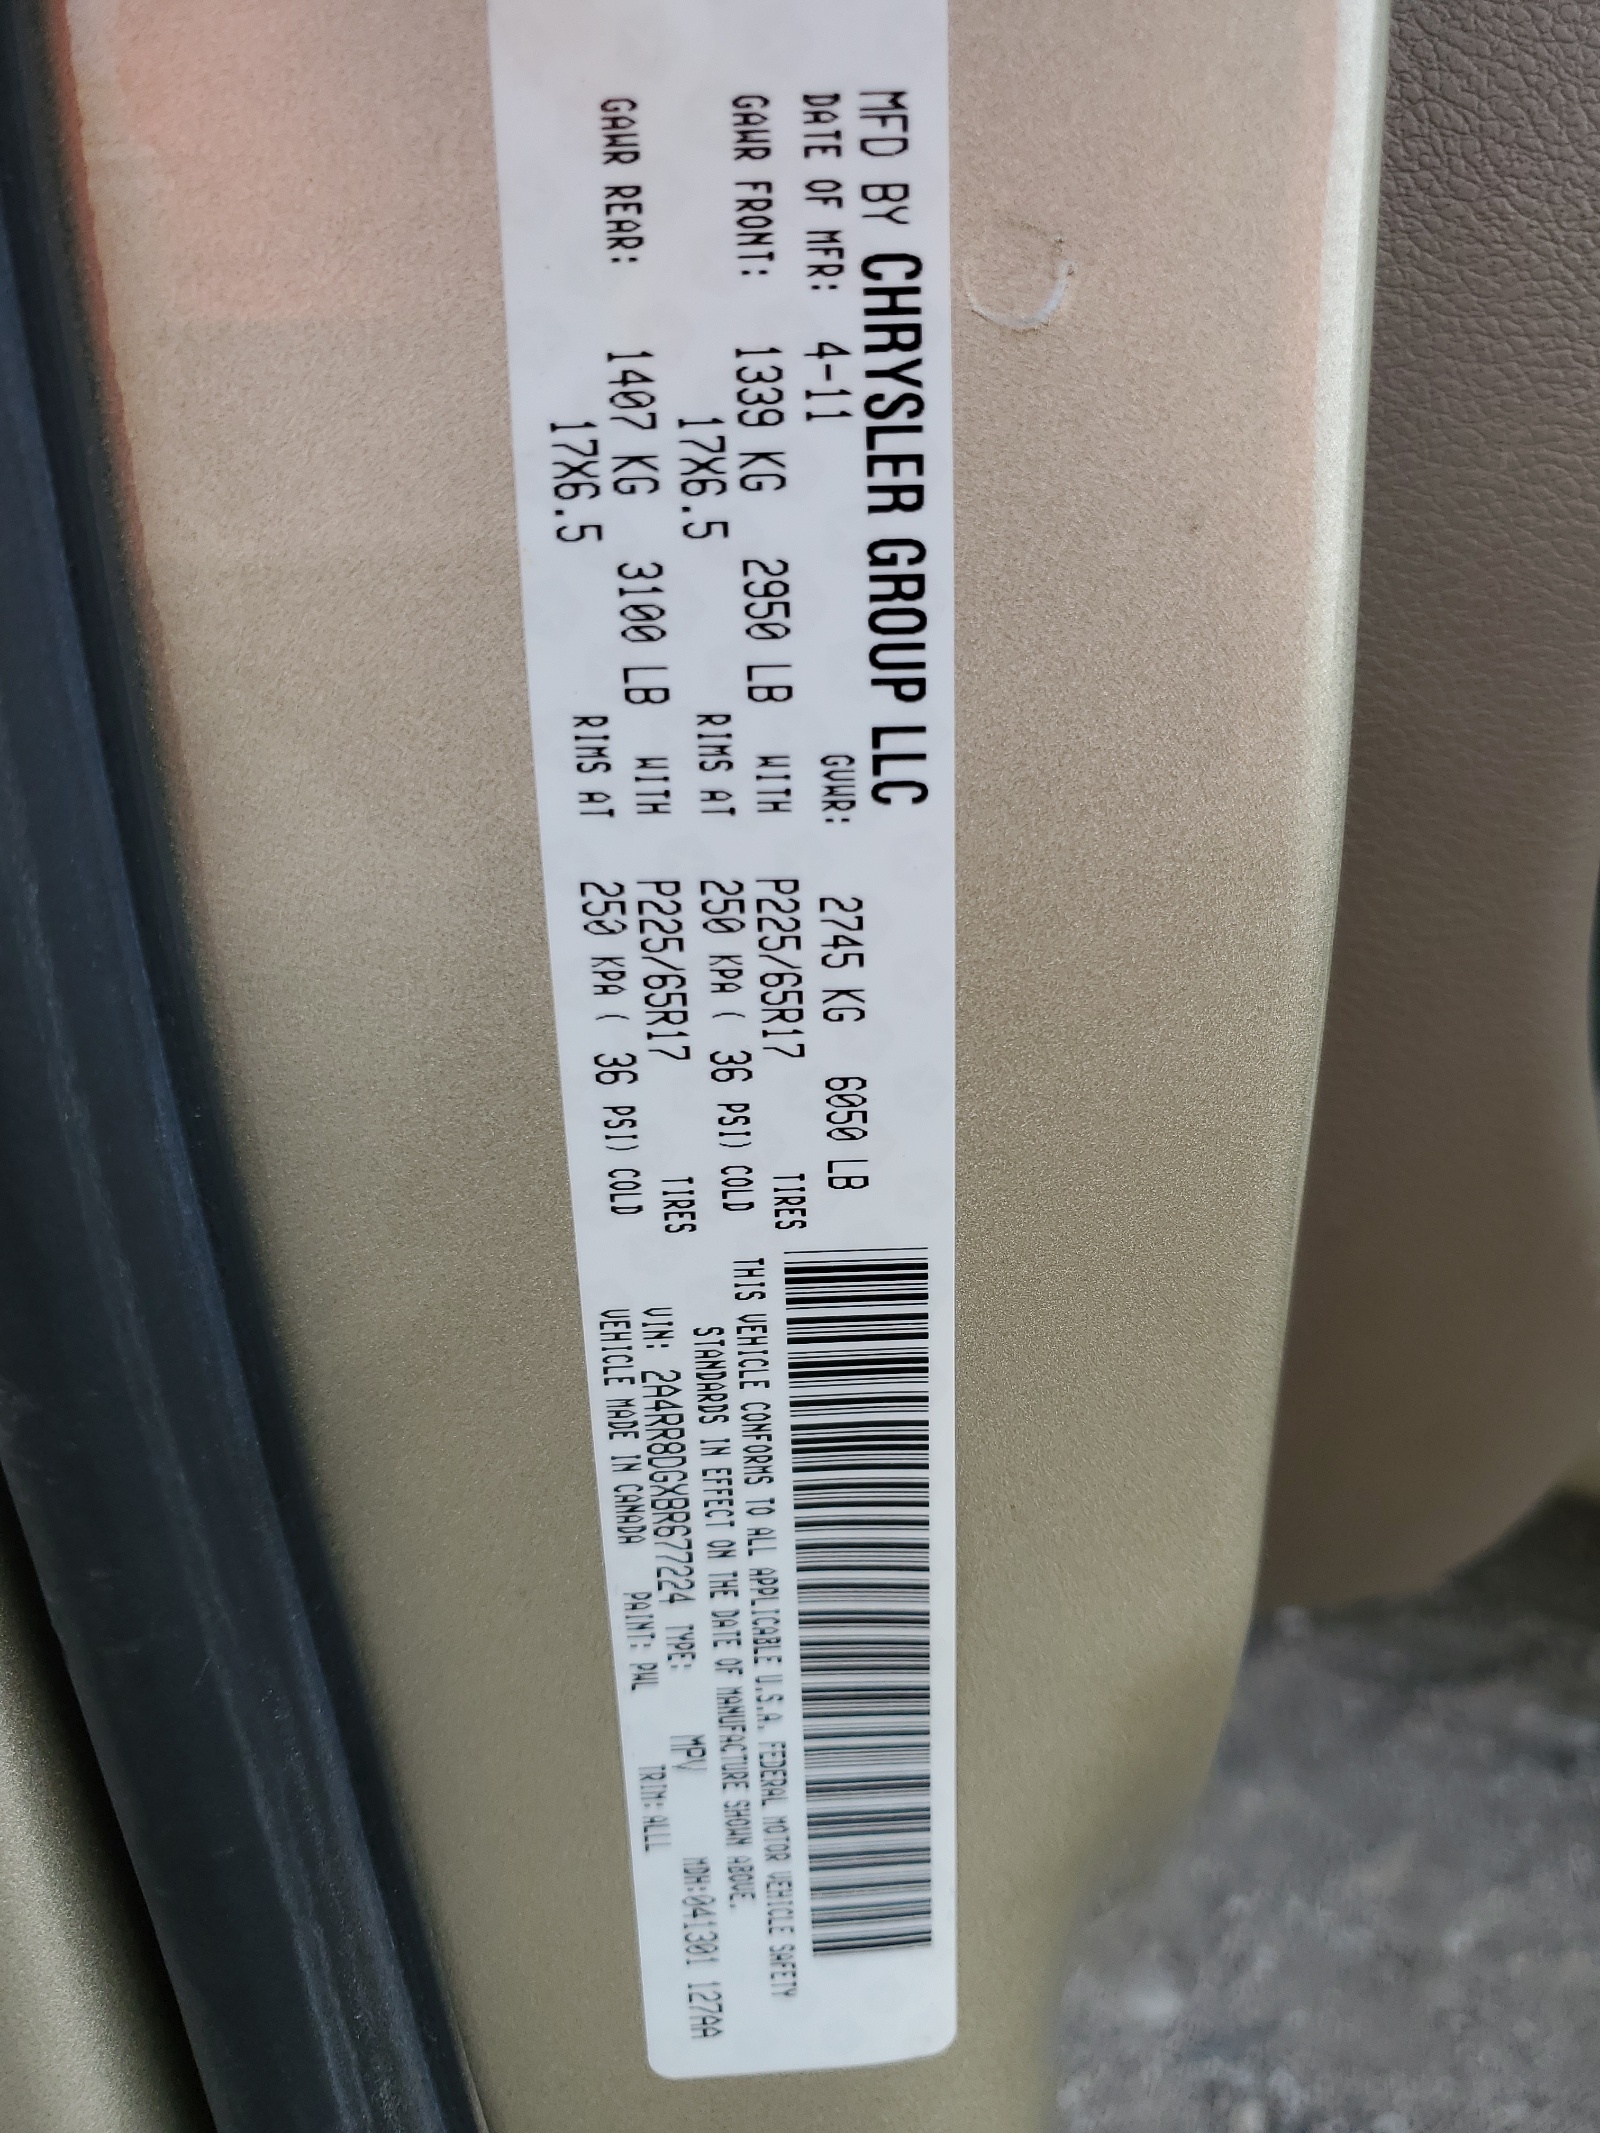 MFD BY CHRYSLER GROUP LLC
DATE OF MFR: 4-11 GVWR: 2745 KG 6050 LB
GAWR FRONT: 1339 KG 2950 LB WITH P225/65R17 TIRES
17X6.5 RIMS AT 250 KPA ( 36 PSI) COLD
GAWR REAR: 1407 KG 3100 LB WITH P225/65R17 TIRES
17X6.5 RIMS AT 250 KPA ( 36 PSI) COLD
THIS VEHICLE CONFORMS TO ALL APPLICABLE U.S.A. FEDERAL MOTOR VEHICLE SAFETY
STANDARDS IN EFFECT ON THE DATE OF MANUFACTURE SHOWN ABOVE.
VIN: 2A4RR8DGXBR677224 TYPE: MPV MDH:041301 127AA
VEHICLE MADE IN CANADA PAINT: PWL TRIM: ALL1